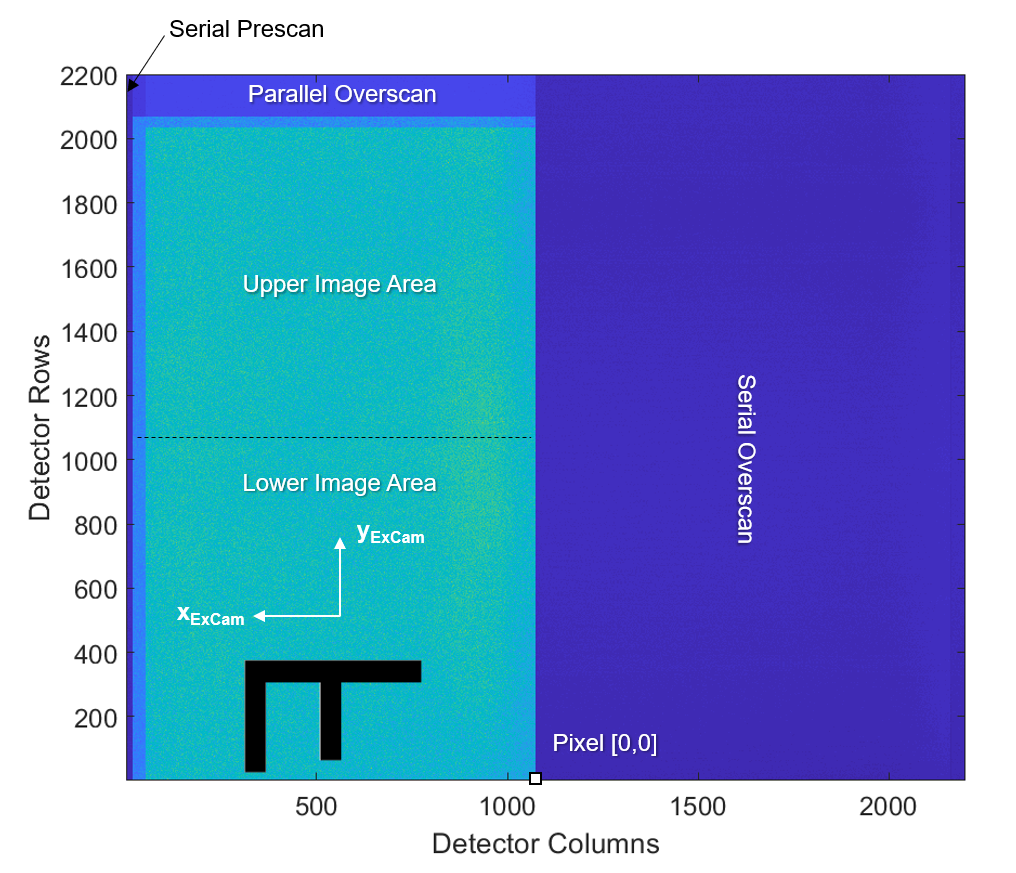 Serial Prescan
Parallel Overscan
2200
2000
1800
1600
1400
1200
1000
800
600
400
200
Detector Rows
Upper Image Area
Lower Image Area
Serial Overscan
yExCam
xExCam
F
Pixel [0,0]
500
1000
1500
2000
Detector Columns